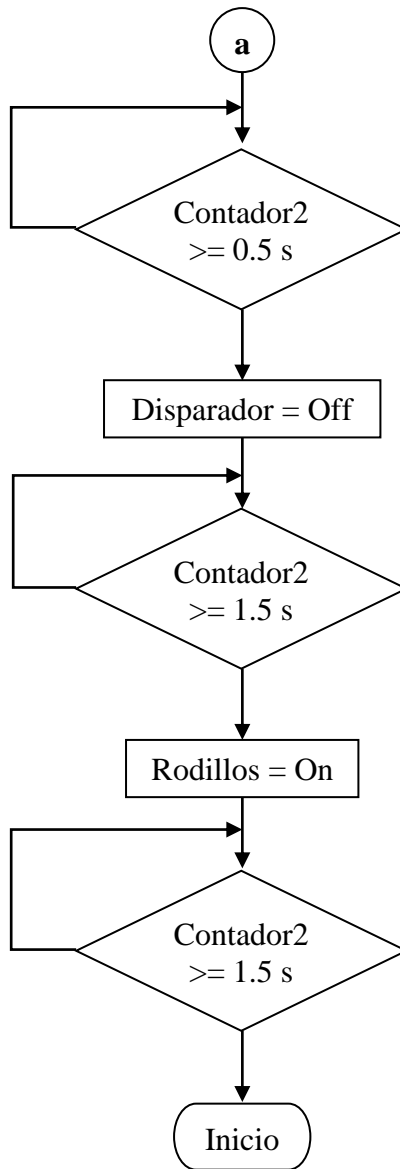 a
Contador2
>= 0.5 s
Disparador = Off
Contador2
>= 1.5 s
Rodillos = On
Contador2
>= 1.5 s
Inicio